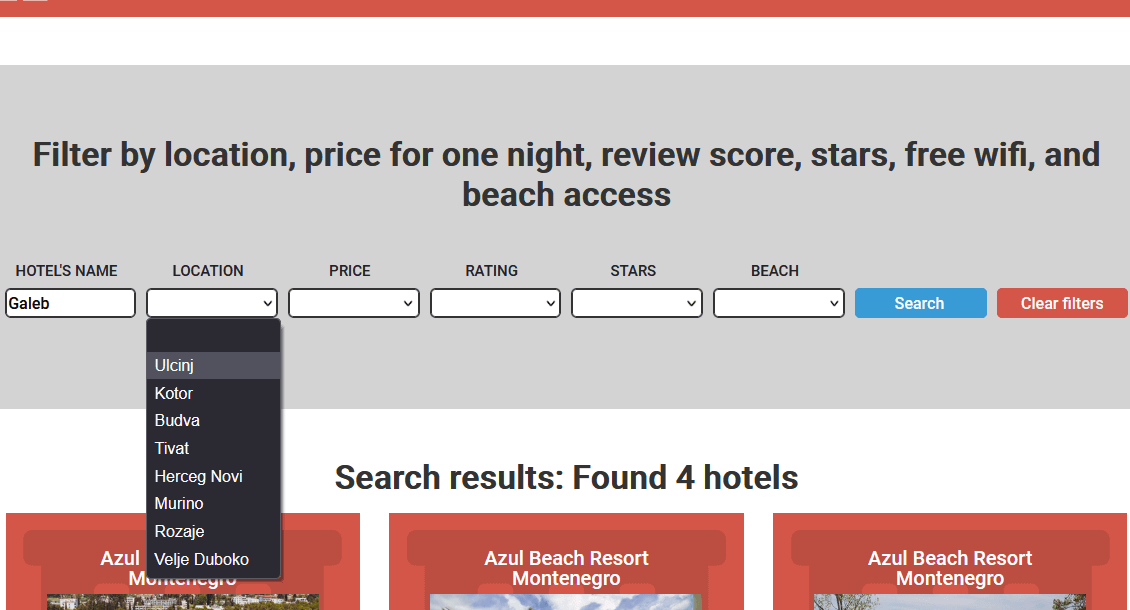 Filter by location, price for one night, review score, stars, free wifi, and
beach access
HOTEL'S NAME
LOCATION
PRICE
RATING
STARS
BEACH
Galeb
Search
Clear filters
Ulcinj
Kotor
Budva
Tivat
Herceg Novi
Murino
Rozaje
Velje Duboko
Search results: Found 4 hotels
Azul
Montenegro
Azul Beach Resort
Montenegro
Azul Beach Resort
Montenegro